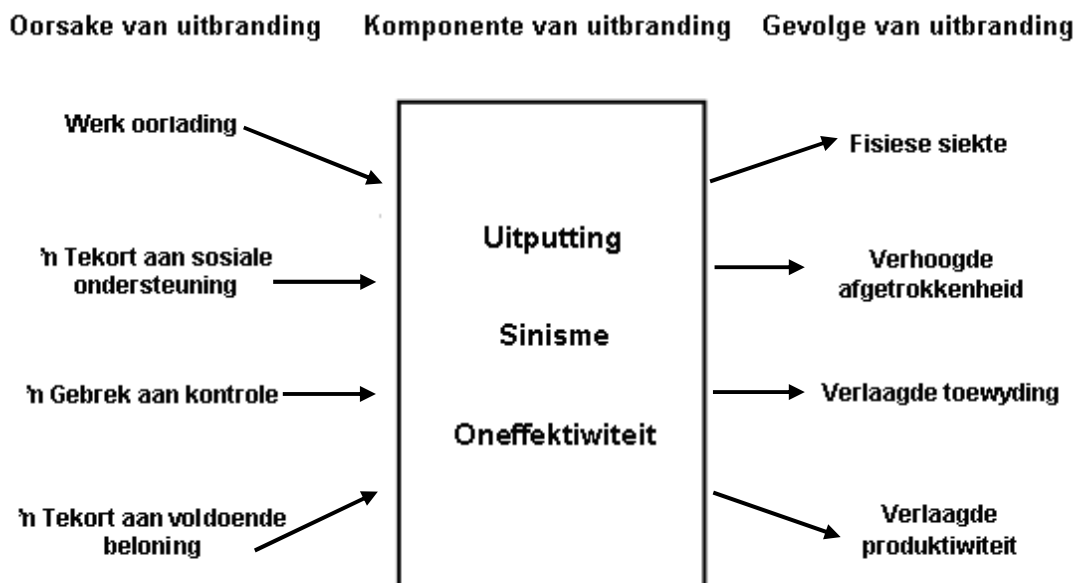 Oorsake van uitbranding
Komponente van uitbranding
Gevolge van uitbranding
Werk oorlading
'n Tekort aan sosiale
ondersteuning
'n Gebrek aan kontrole
'n Tekort aan voldoende
beloning
Uitputting
Sinisme
Oneffektiwiteit
Fisiese siekte
Verhoogde
afgetrokkenheid
Verlaagde toewyding
Verlaagde
produktiwiteit